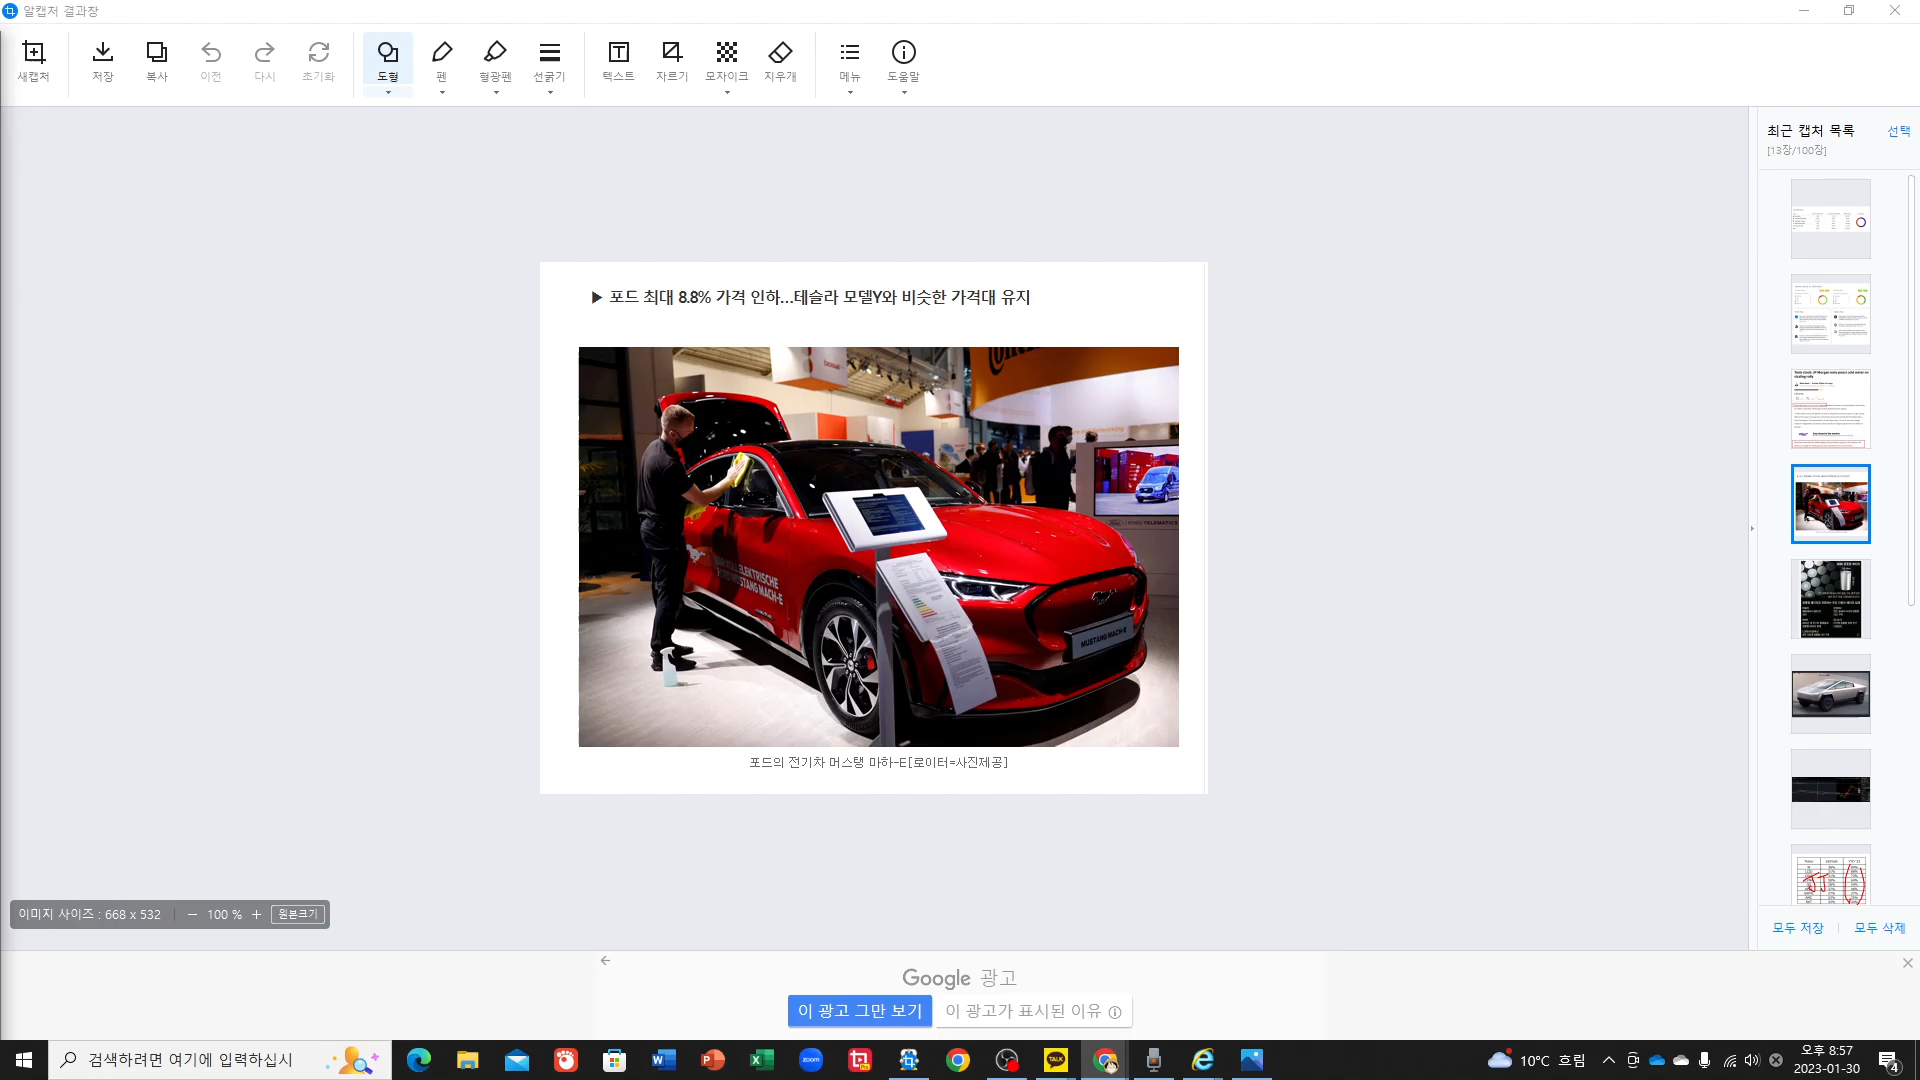 알캡처 결과창
새캡처
저장
복사
이전
다시
초기화
도형
펜
형광펜
선굵기
텍스트
자르기
모자이크
지우개
메뉴
도움말
최근 캡처 목록
선택
[13장/100장]
▶ 포드 최대 8.8% 가격 인하...테슬라 모델Y와 비슷한 가격대 유지
MUSTANG MACH-E
포드의 전기차 머스탱 마하-E[로이터=사진제공]
이미지 사이즈 : 668 x 532
100 %
원본크기
모두 저장
모두 삭제
Google 광고
이 광고 그만 보기
이 광고가 표시된 이유
검색하려면 여기에 입력하십시
zoom
TALK
10°C 흐림
오후 8:57
2023-01-30
4